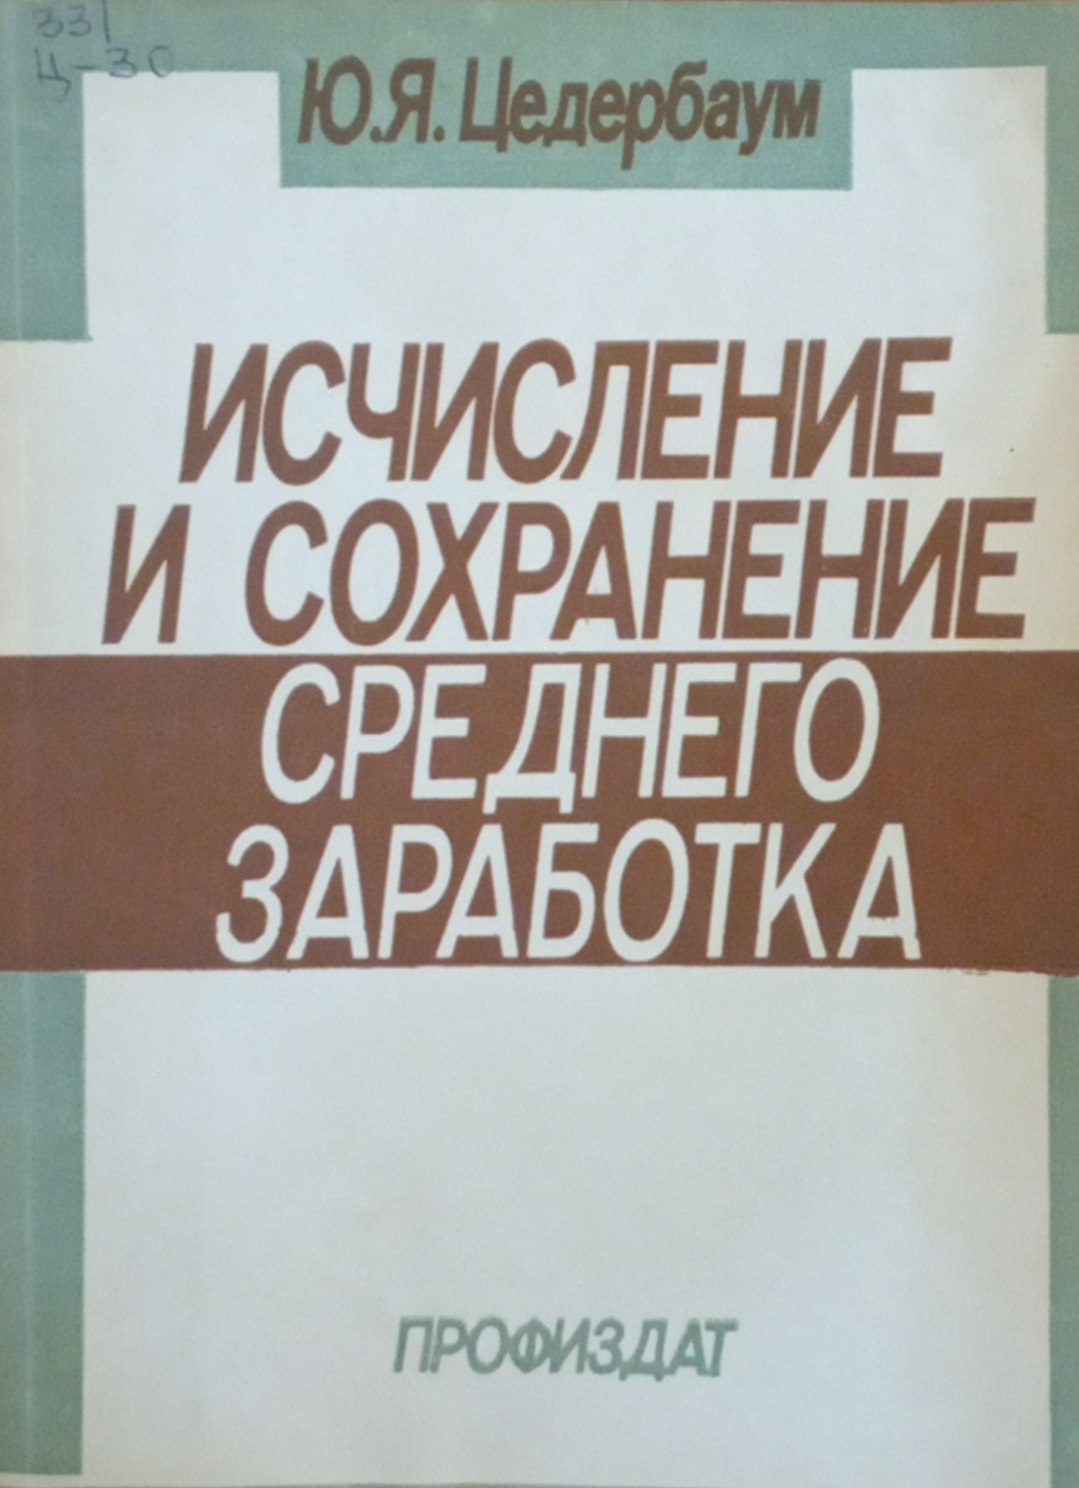 331
Ц-30
Ю.Я. Цедербаум
ИСЧИСЛЕНИЕ
И СОХРАНЕНИЕ
СРЕДНЕГО
ЗАРАБОТКА
ПРОФИЗДАТ